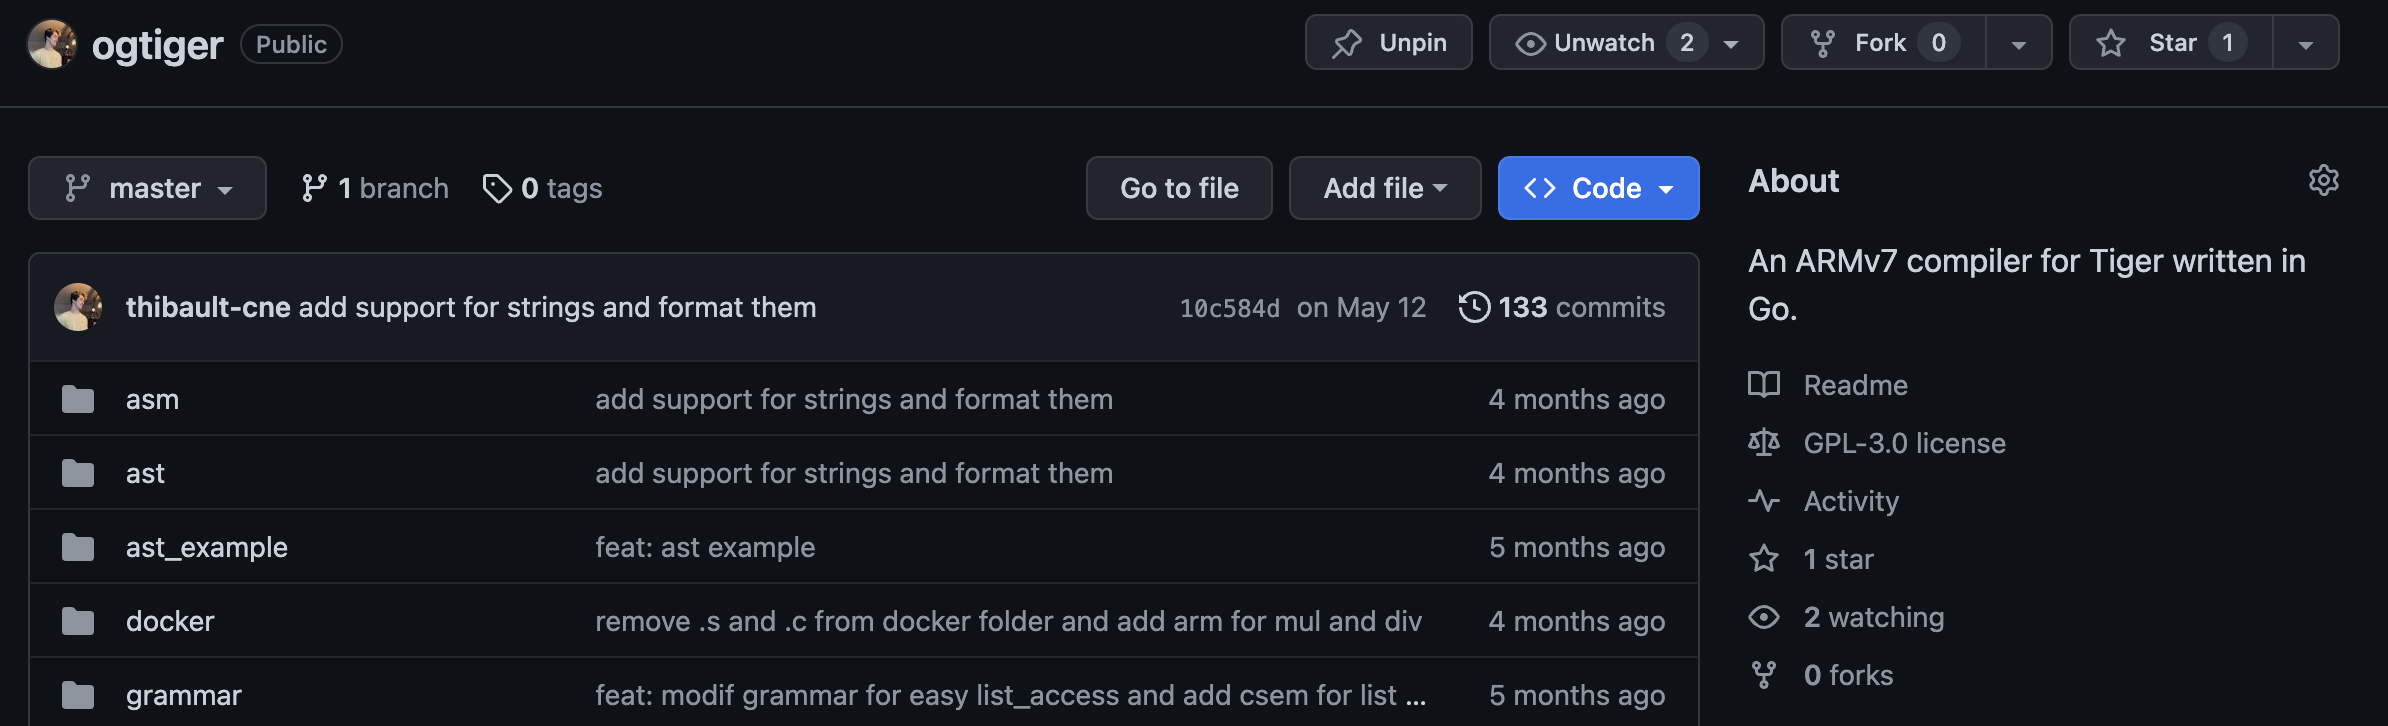 ogtiger Public Unpin Unwatch 2 Fork 0 Star 1
master 1 branch 0 tags Go to file Add file Code
thibault-cne add support for strings and format them 10c584d on May 12 133 commits
asm add support for strings and format them 4 months ago
ast add support for strings and format them 4 months ago
ast_example feat: ast example 5 months ago
docker remove .s and .c from docker folder and add arm for mul and div 4 months ago
grammar feat: modif grammar for easy list_access and add csem for list ... 5 months ago
About
An ARMv7 compiler for Tiger written in
Go.
Readme
GPL-3.0 license
Activity
1 star
2 watching
0 forks